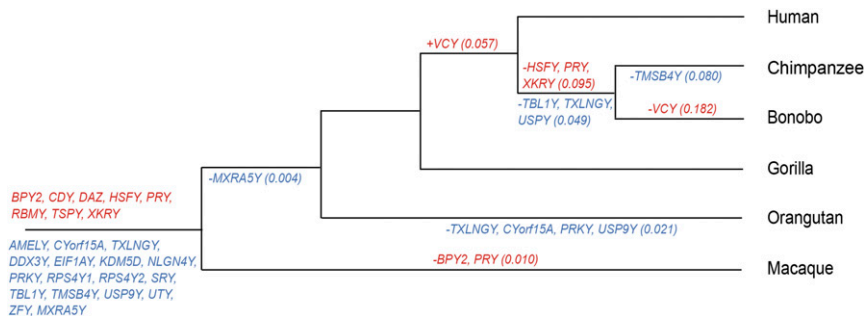 Human
+VCY (0.057)
-HSFY, PRY,
XKRY (0.095)
Chimpanzee
-TMSB4Y (0.080)
-TBL1Y, TXLNGY,
USPY (0.049)
-VCY (0.182)
Bonobo
Gorilla
-MXRA5Y (0.004)
BPY2, CDY, DAZ, HSFY, PRY,
RBMY, TSPY, XKRY
Orangutan
-TXLNGY, CYorf15A, PRKY, USP9Y (0.021)
AMELY, CYorf15A, TXLNGY,
DDX3Y, EIF1AY, KDM5D, NLGN4Y,
PRKY, RPS4Y1, RPS4Y2, SRY,
TBL1Y, TMSB4Y, USP9Y, UTY,
ZFY, MXRA5Y
-BPY2, PRY (0.010)
Macaque